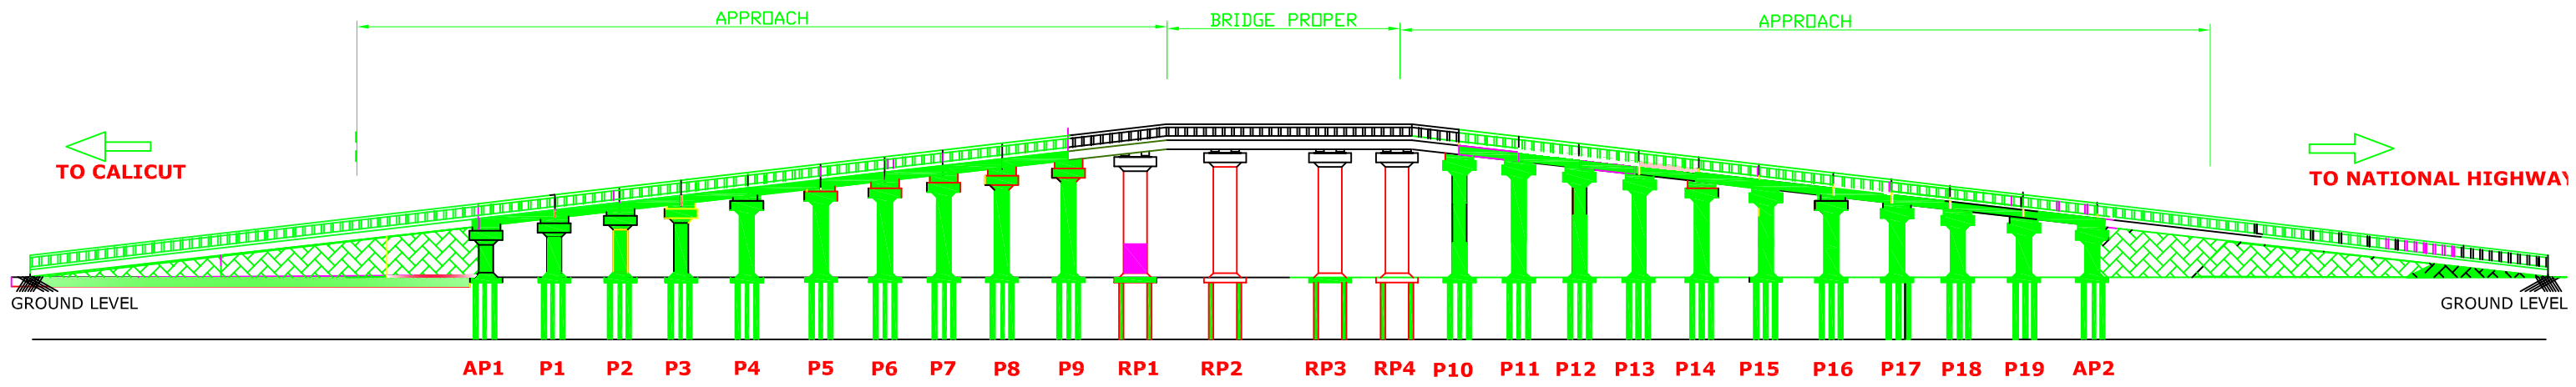 APPROACH
BRIDGE PROPER
APPROACH
TO CALICUT
TO NATIONAL HIGHWAY
GROUND LEVEL
GROUND LEVEL
AP1 P1 P2 P3 P4 P5 P6 P7 P8 P9 RP1 RP2 RP3 RP4 P10 P11 P12 P13 P14 P15 P16 P17 P18 P19 AP2